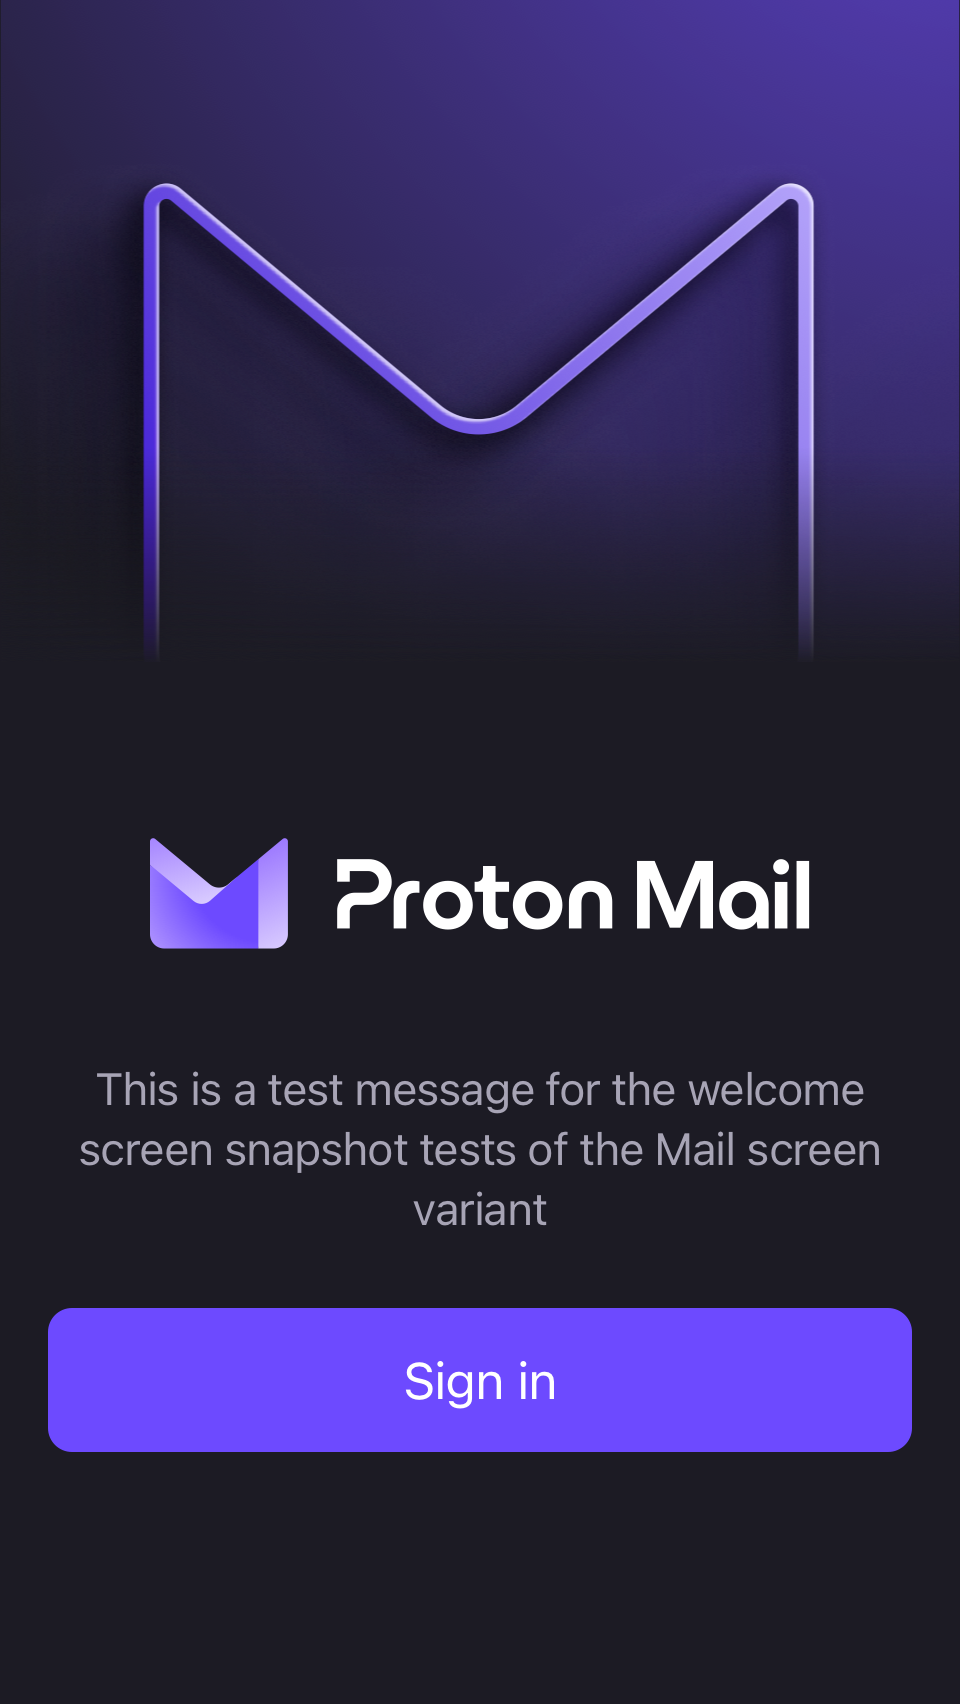 Proton Mail
This is a test message for the welcome
screen snapshot tests of the Mail screen
variant
Sign in